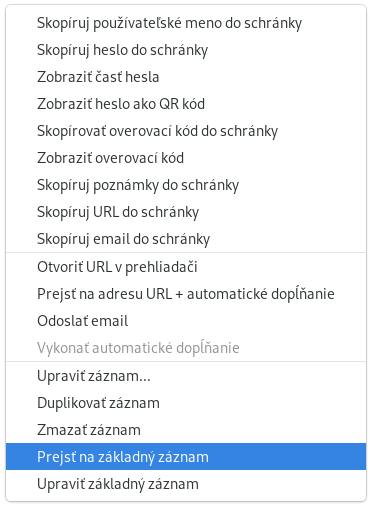 Skopíruj používateľské meno do schránky
Skopíruj heslo do schránky
Zobraziť časť hesla
Zobraziť heslo ako QR kód
Skopírovať overovací kód do schránky
Zobraziť overovací kód
Skopíruj poznámky do schránky
Skopíruj URL do schránky
Skopíruj email do schránky
Otvoriť URL v prehliadači
Prejsť na adresu URL + automatické dopĺňanie
Odoslať email
Vykonať automatické dopĺňanie
Upraviť záznam...
Duplikovať záznam
Zmazať záznam
Prejsť na základný záznam
Upraviť základný záznam